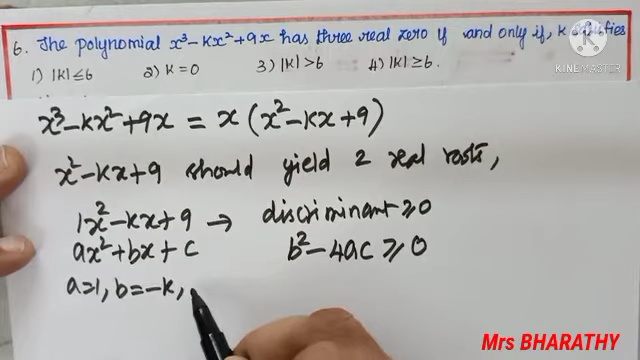 6. The polynomial x³-kx²+9x has three real zero if and only if, k satisfies
1) |k|≤6 2) k=0 3) |k|>6 4) |k|≥6.
KINEMASTER
x³-kx²+9x = x(x²-kx+9)
x²-kx+9 should yield 2 real roots,
1x²-kx+9 → discriminant ≥0
ax²+bx+c b²-4ac ≥0
a=1, b=-k,
Mrs BHARATHY